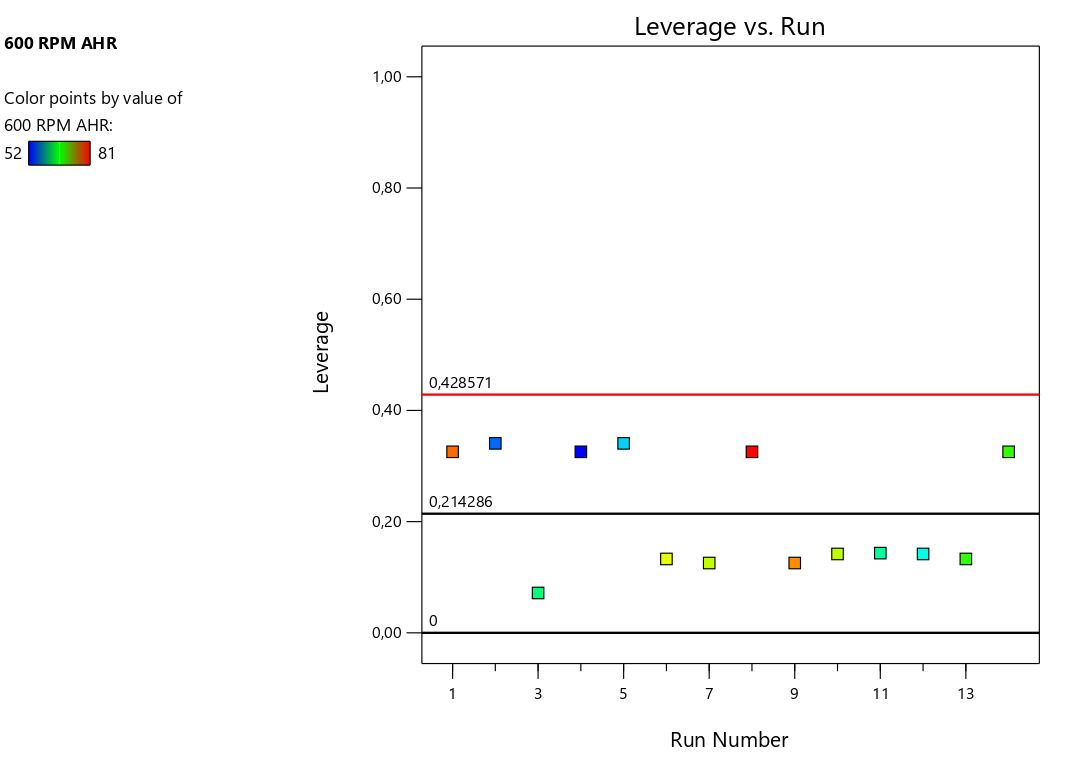 600 RPM AHR
Color points by value of
600 RPM AHR:
52 81
Leverage vs. Run
Leverage
1,00
0,80
0,60
0,428571
0,40
0,214286
0,20
0
0,00
1 3 5 7 9 11 13
Run Number